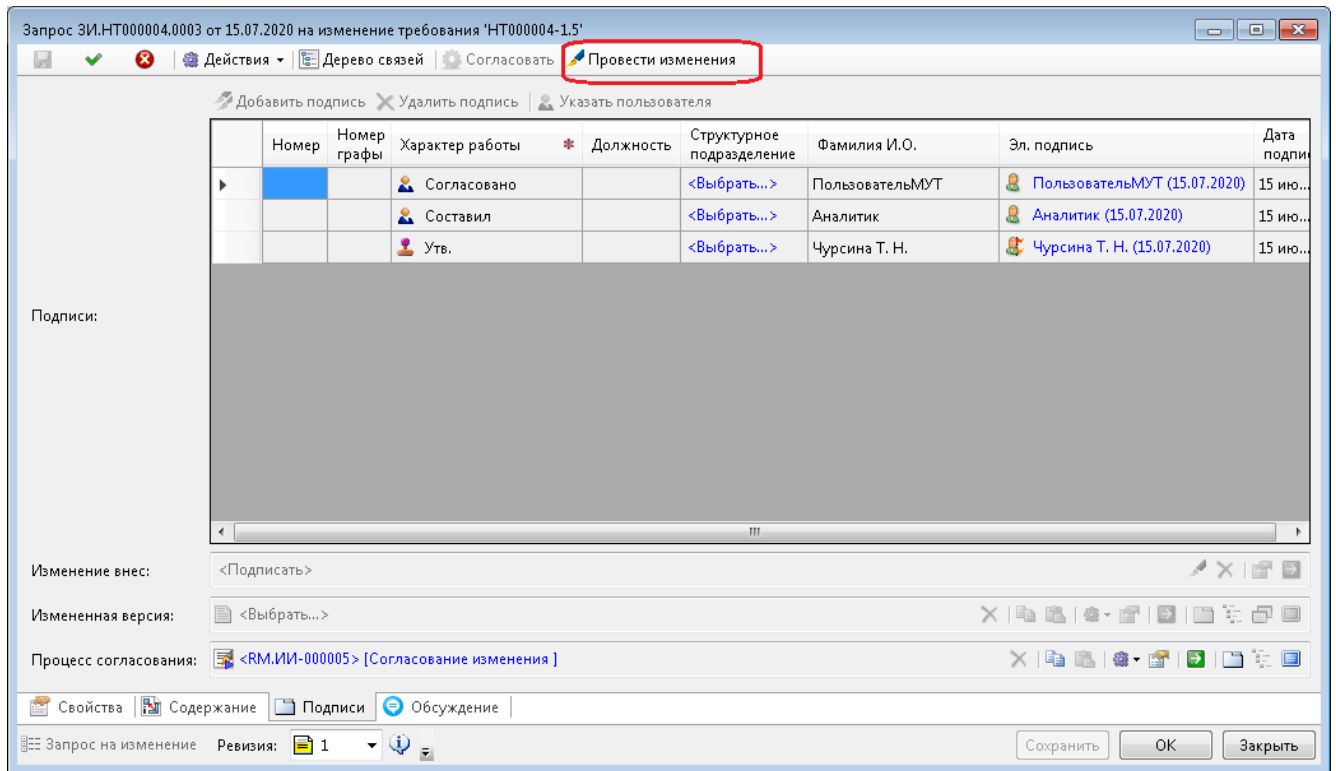 Запрос ЗИ.НТ000004.0003 от 15.07.2020 на изменение требования 'НТ000004-1.5'
Действия Дерево связей Согласовать Провести изменения
Добавить подпись Удалить подпись Указать пользователя
Номер Номер графы Характер работы * Должность Структурное подразделение Фамилия И.О. Эл. подпись Дата подпи
Согласовано <Выбрать...> ПользовательМУТ ПользовательМУТ (15.07.2020) 15 ию...
Составил <Выбрать...> Аналитик Аналитик (15.07.2020) 15 ию...
Утв. <Выбрать...> Чурсина Т. Н. Чурсина Т. Н. (15.07.2020) 15 ию...
Подписи:
Изменение внес: <Подписать>
Измененная версия: <Выбрать...>
Процесс согласования: <RM.ИИ-000005> [Согласование изменения ]
Свойства Содержание Подписи Обсуждение
Запрос на изменение Ревизия: 1 Сохранить ОК Закрыть